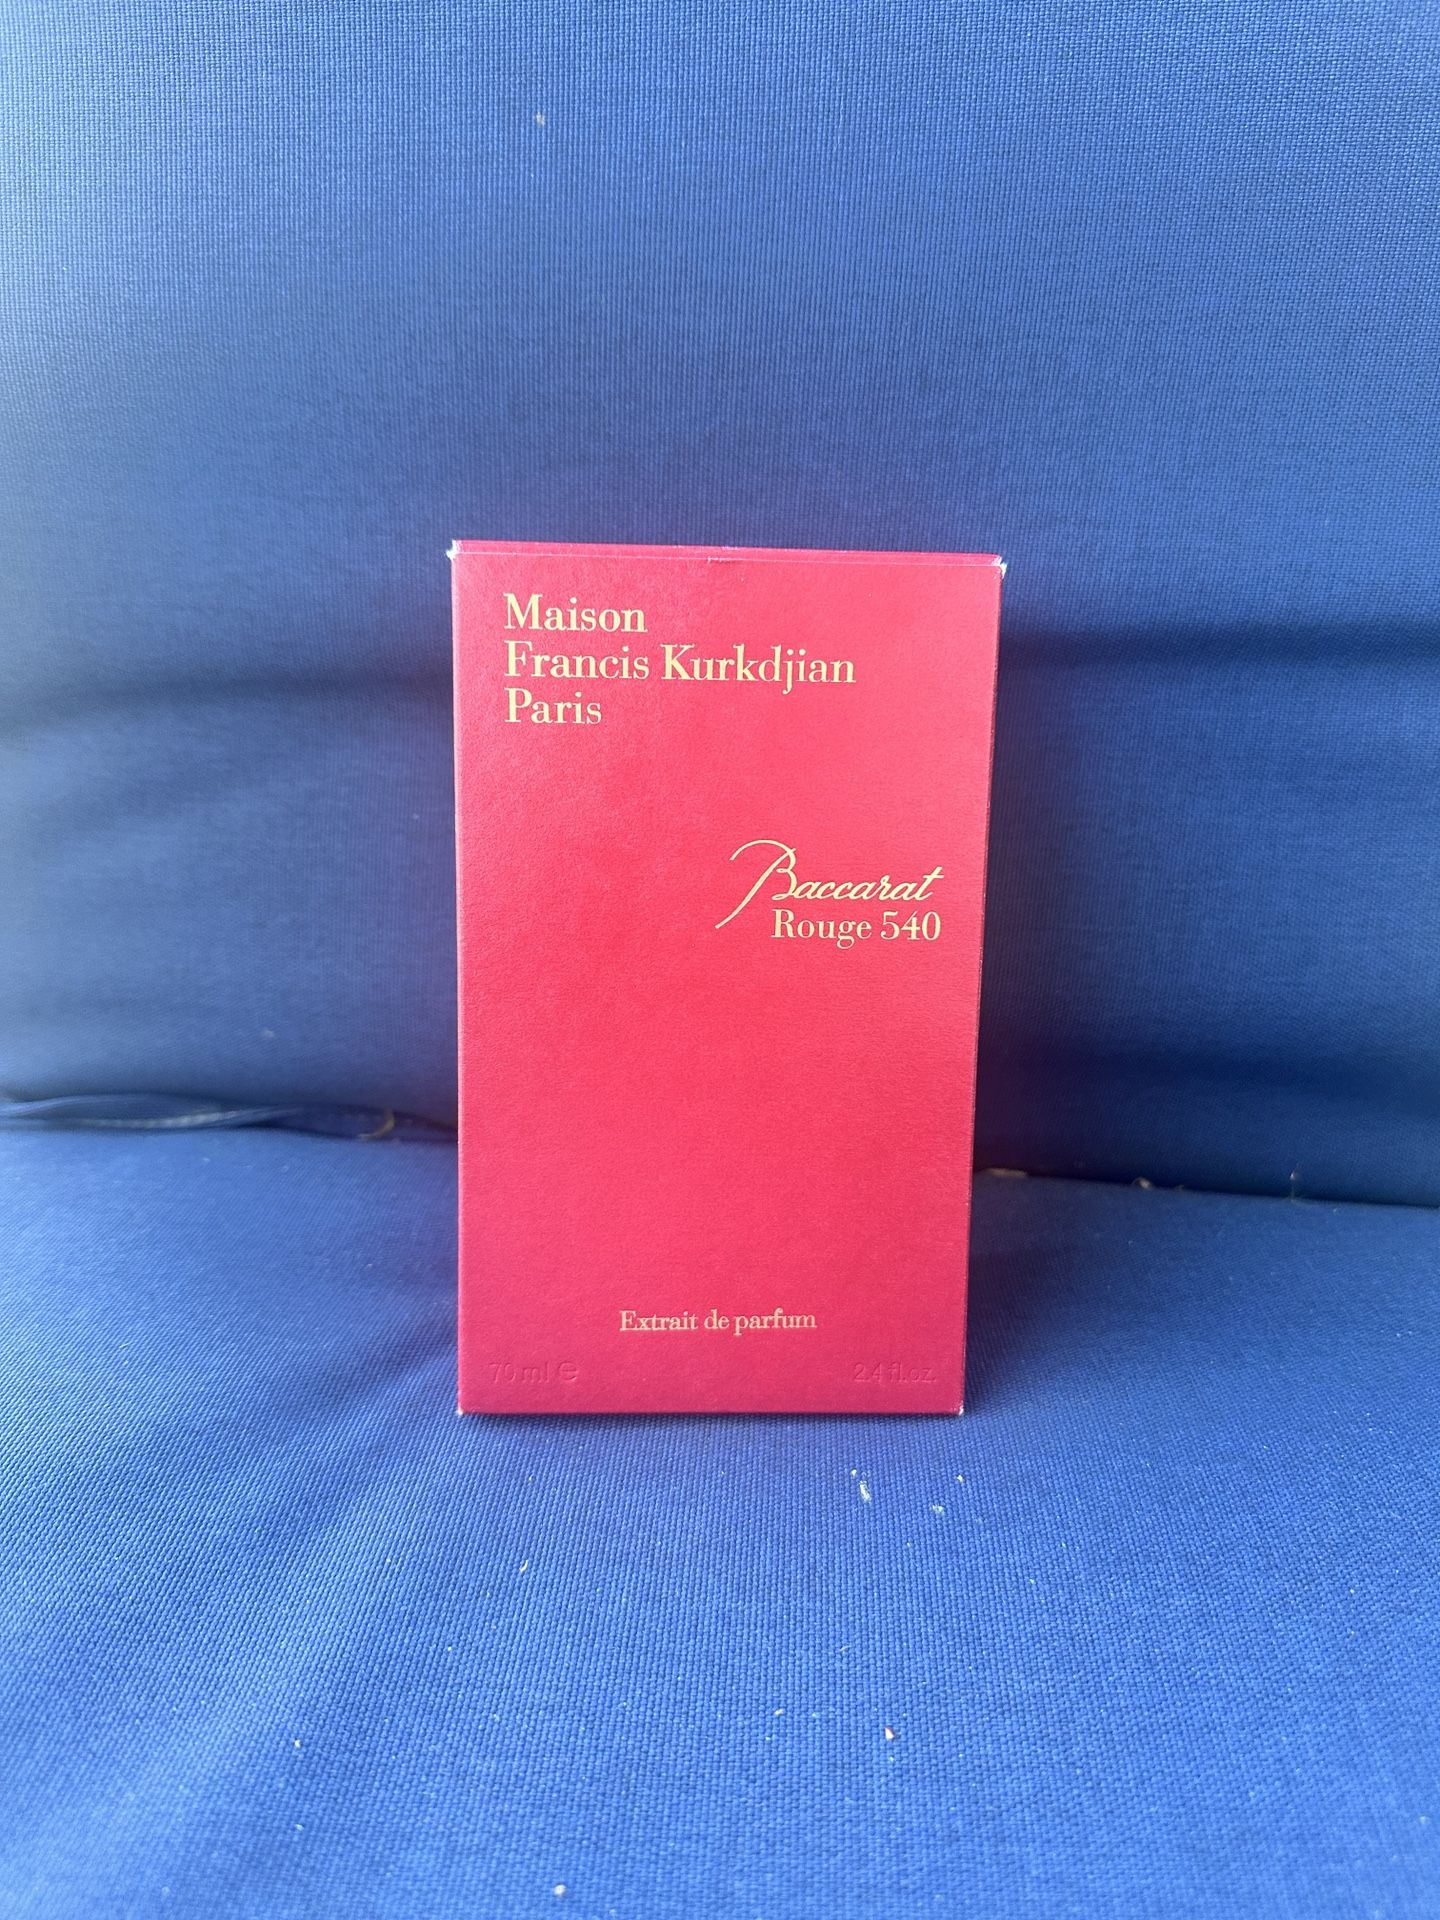 Maison
Francis Kurkdjian
Paris
Baccarat
Rouge 540
Extrait de parfum
70 ml ℮ 2.4 fl.oz.